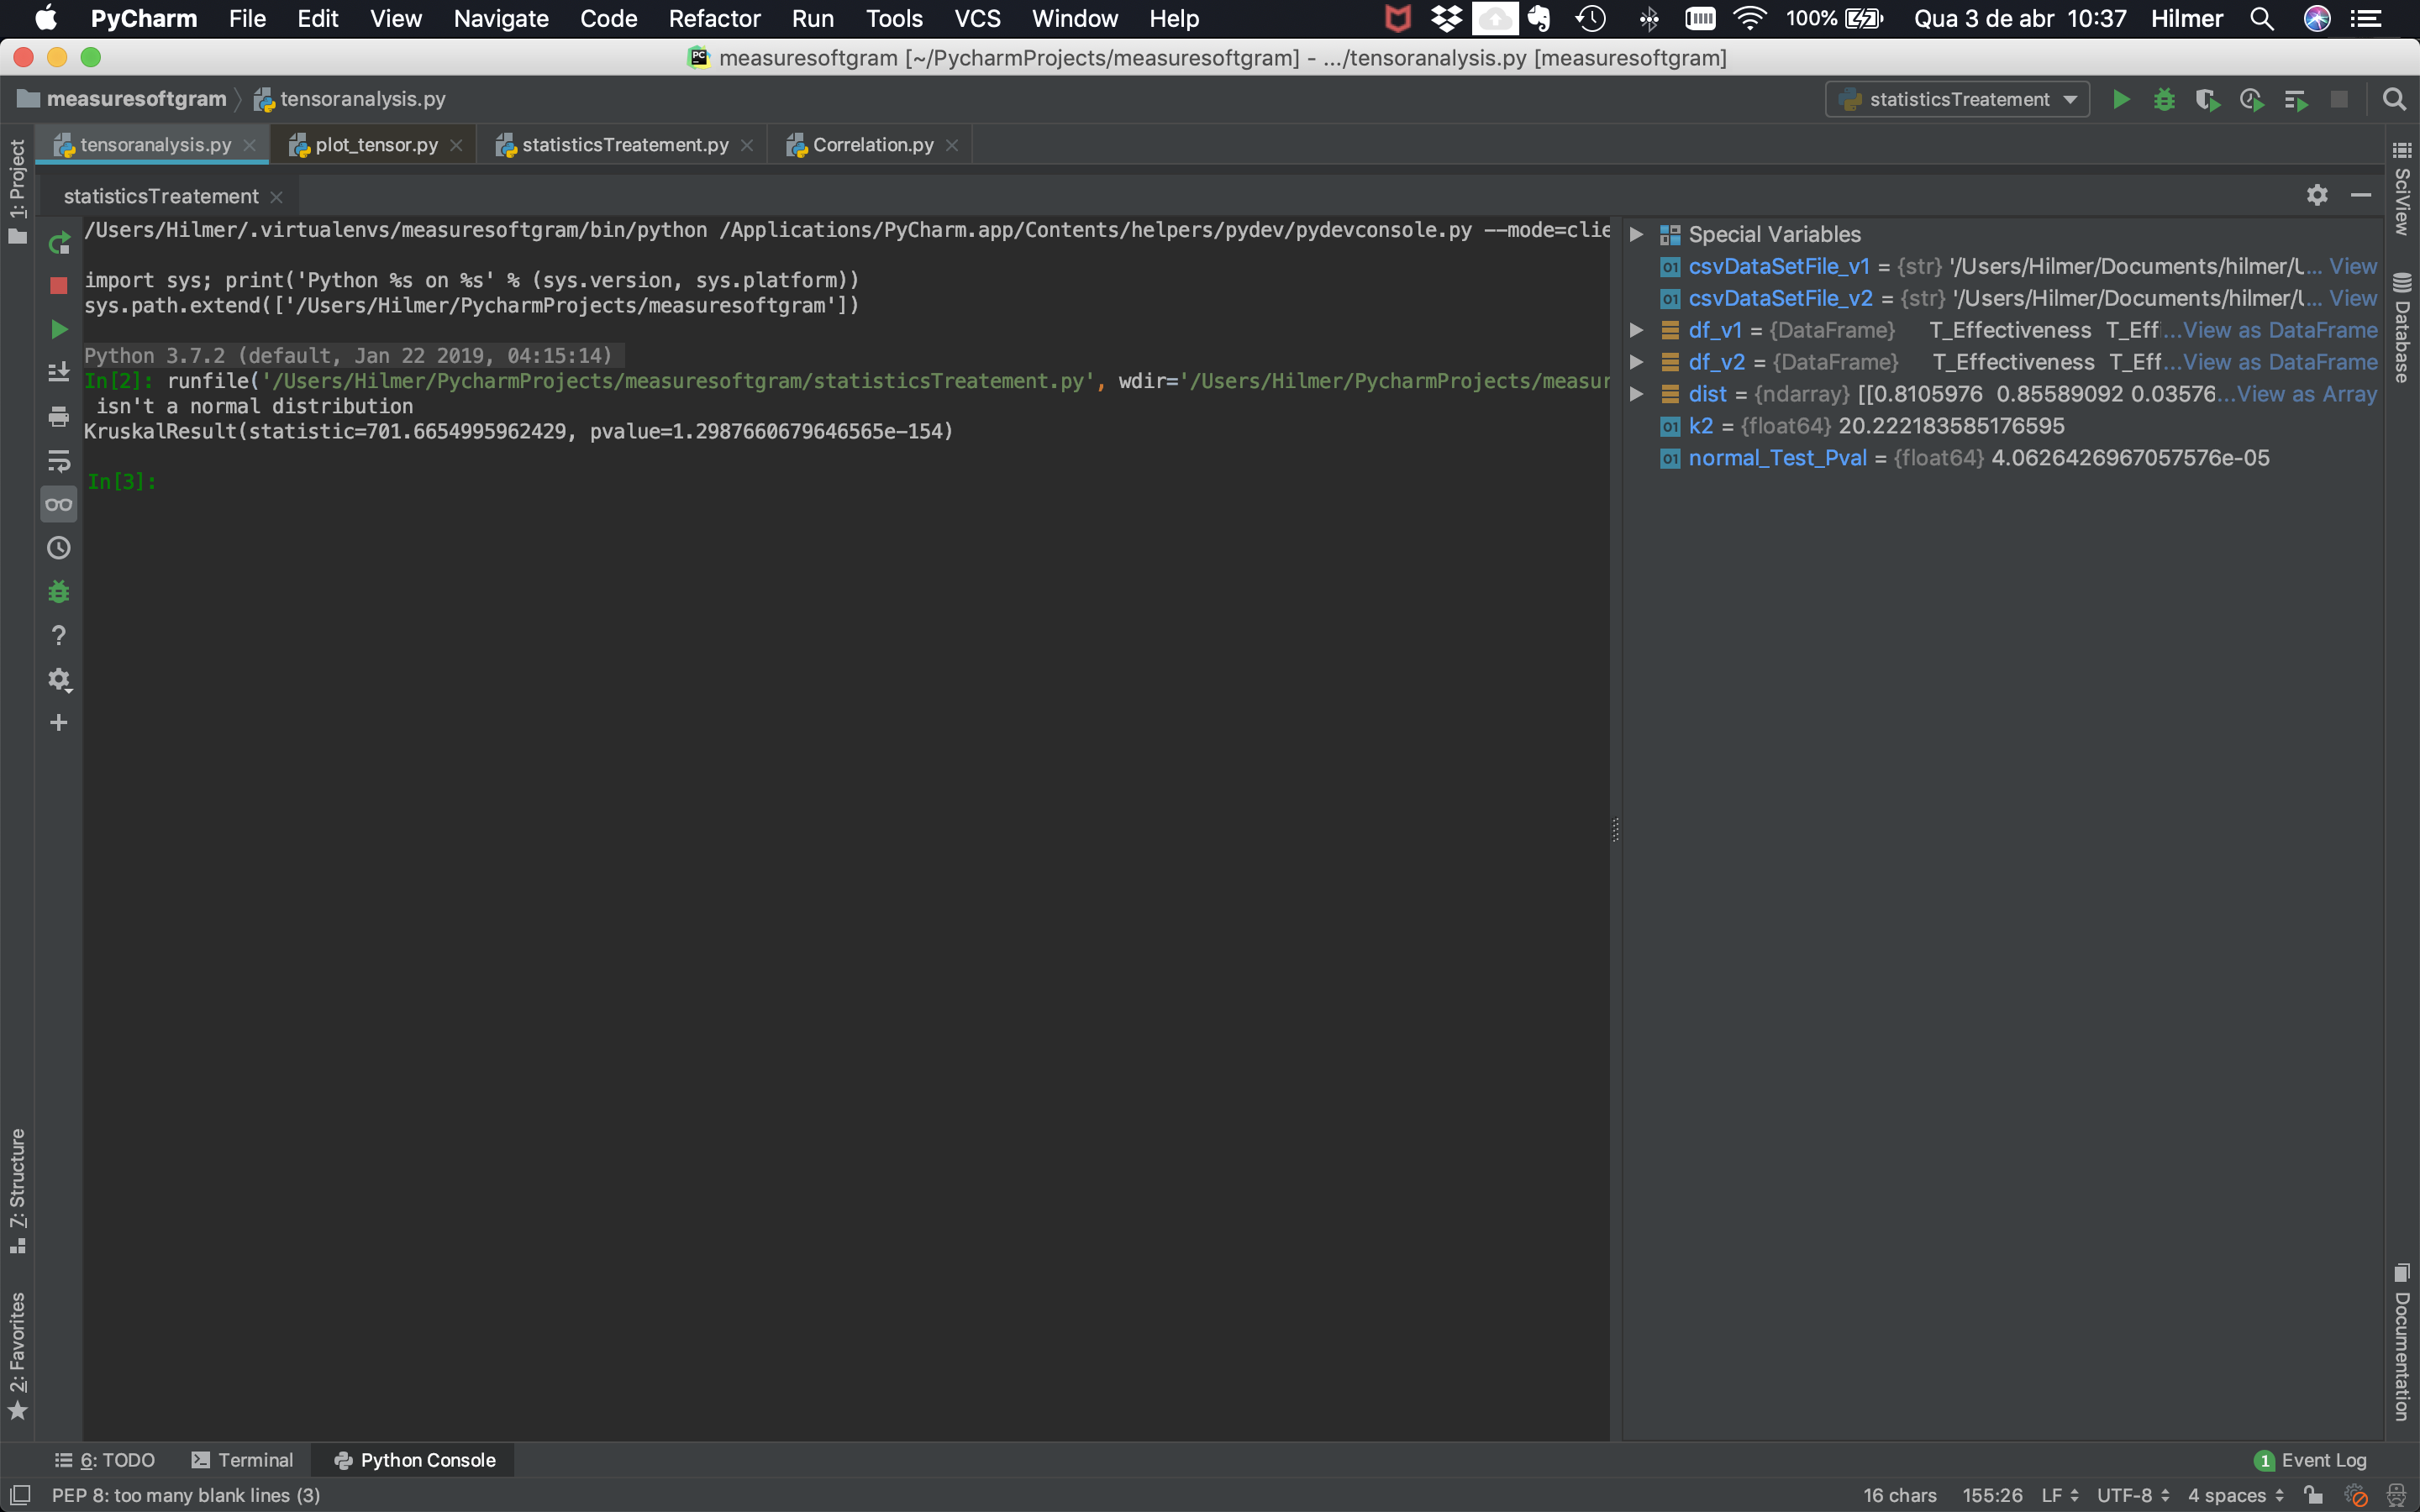 PyCharm File Edit View Navigate Code Refactor Run Tools VCS Window Help 100% Qua 3 de abr 10:37 Hilmer
measuresoftgram [~/PycharmProjects/measuresoftgram] - .../tensoranalysis.py [measuresoftgram]
measuresoftgram tensoranalysis.py statisticsTreatement
tensoranalysis.py plot_tensor.py statisticsTreatement.py Correlation.py
statisticsTreatement
1: Project
7: Structure
2: Favorites
/Users/Hilmer/.virtualenvs/measuresoftgram/bin/python /Applications/PyCharm.app/Contents/helpers/pydev/pydevconsole.py --mode=clie
import sys; print('Python %s on %s' % (sys.version, sys.platform))
sys.path.extend(['/Users/Hilmer/PycharmProjects/measuresoftgram'])
Python 3.7.2 (default, Jan 22 2019, 04:15:14)
In[2]: runfile('/Users/Hilmer/PycharmProjects/measuresoftgram/statisticsTreatement.py', wdir='/Users/Hilmer/PycharmProjects/measur
isn't a normal distribution
KruskalResult(statistic=701.6654995962429, pvalue=1.2987660679646565e-154)
In[3]:
Special Variables
01 csvDataSetFile_v1 = {str} '/Users/Hilmer/Documents/hilmer/U... View
01 csvDataSetFile_v2 = {str} '/Users/Hilmer/Documents/hilmer/U... View
df_v1 = {DataFrame} T_Effectiveness T_Eff...View as DataFrame
df_v2 = {DataFrame} T_Effectiveness T_Eff...View as DataFrame
dist = {ndarray} [[0.8105976 0.85589092 0.03576...View as Array
01 k2 = {float64} 20.222183585176595
01 normal_Test_Pval = {float64} 4.0626426967057576e-05
SciView
Database
Documentation
6: TODO Terminal Python Console 1 Event Log
PEP 8: too many blank lines (3) 16 chars 155:26 LF UTF-8 4 spaces